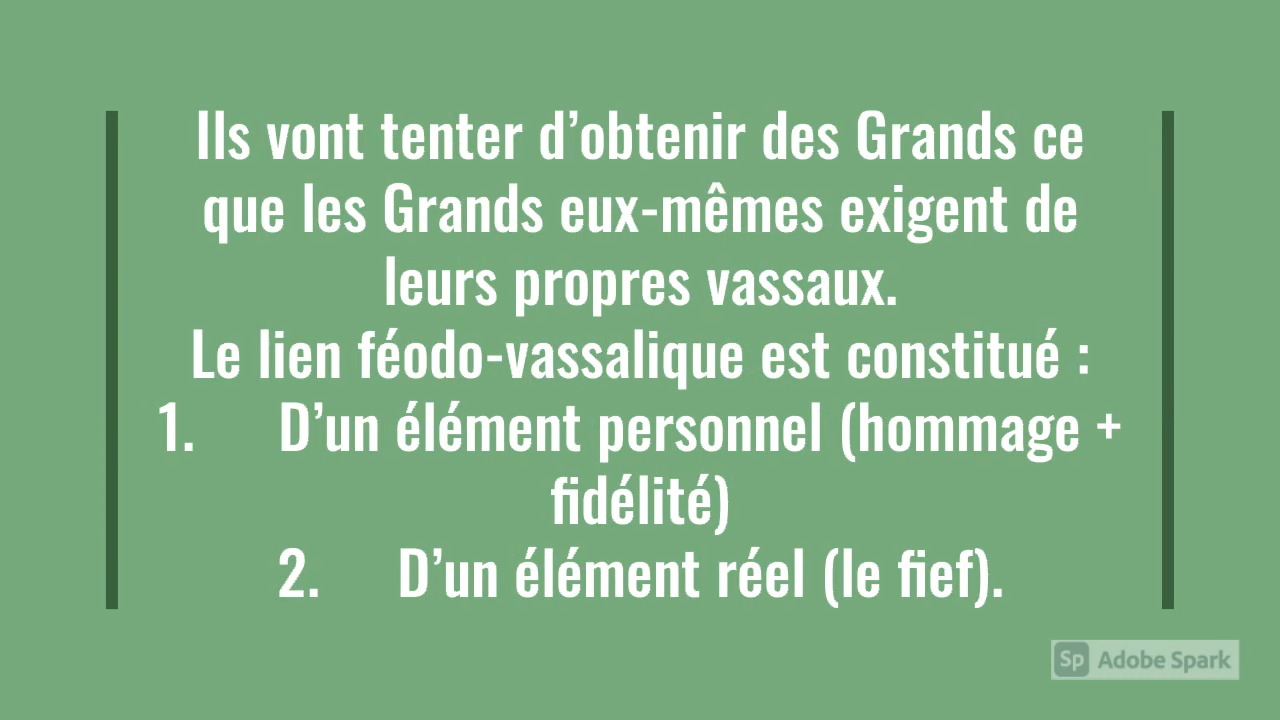 Ils vont tenter d’obtenir des Grands ce
que les Grands eux-mêmes exigent de
leurs propres vassaux.
Le lien féodo-vassalique est constitué :
1. D’un élément personnel (hommage +
fidélité)
2. D’un élément réel (le fief).
Sp Adobe Spark